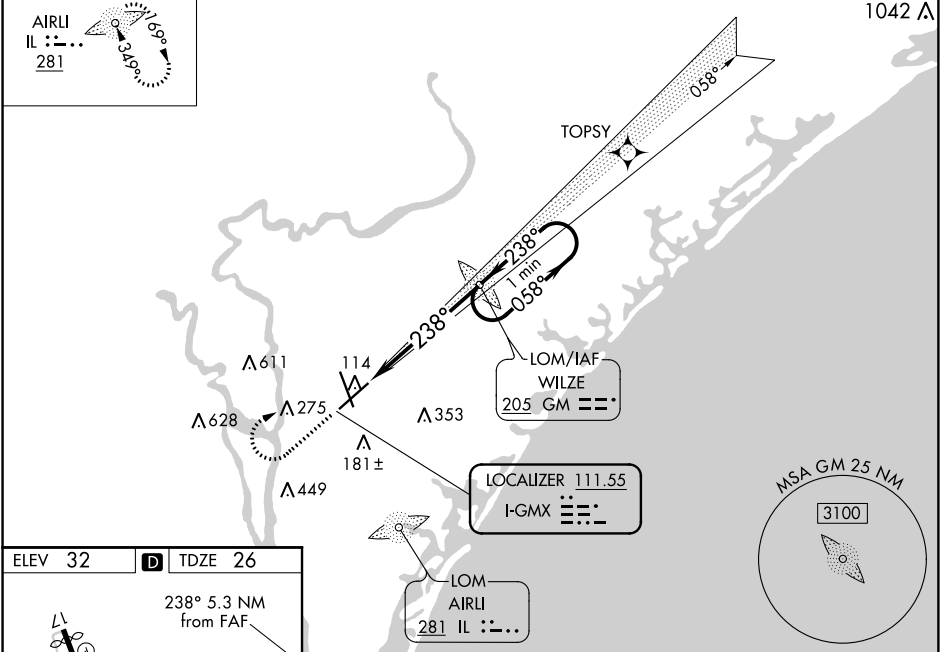 AIRLI
IL
281
169°
349°
1042
058°
TOPSY
238°
1 min
058°
238°
LOM/IAF
WILZE
205 GM
611
114
628
275
353
181±
449
LOCALIZER 111.55
I-GMX
MSA GM 25 NM
3100
LOM
AIRLI
281 IL
ELEV 32 D TDZE 26
238° 5.3 NM
from FAF
17
A